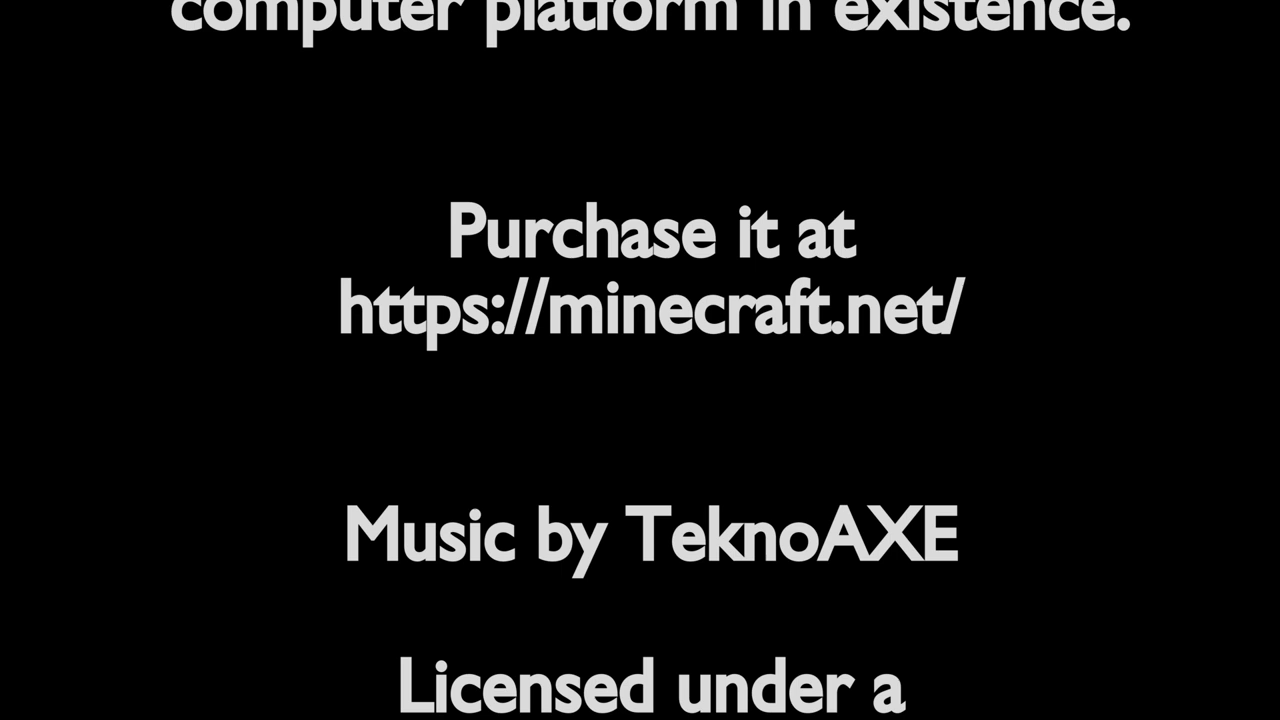 computer platform in existence.
Purchase it at
https://minecraft.net/
Music by TeknoAXE
Licensed under a